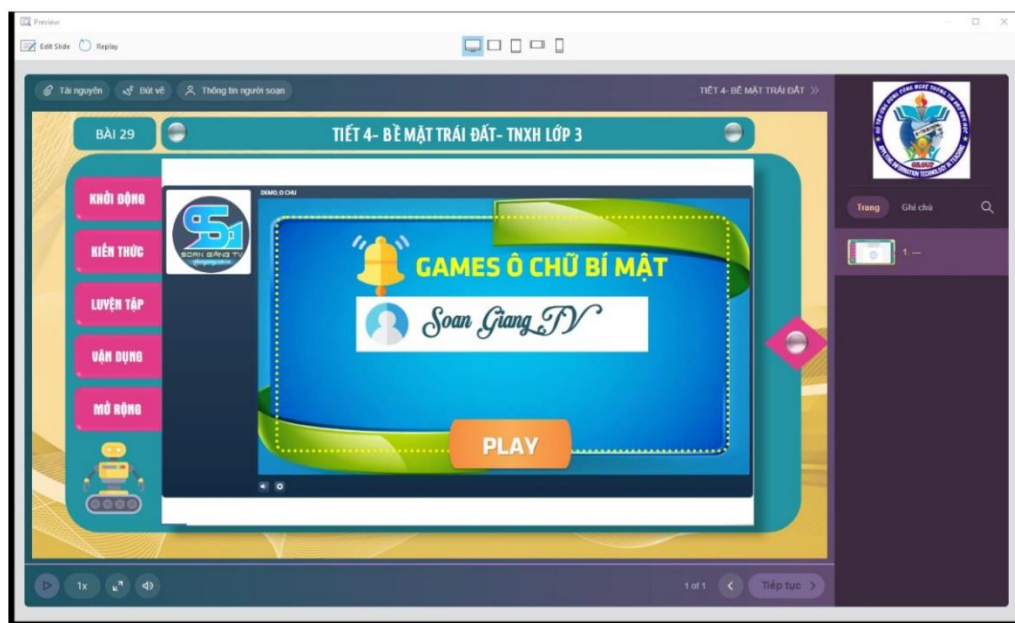 Preview
Edit Slide
Replay
Tài nguyên
Bút vẽ
Thông tin người soạn
TIẾT 4- BỀ MẶT TRÁI ĐẤT
BÀI 29
TIẾT 4- BỀ MẶT TRÁI ĐẤT- TNXH LỚP 3
KHỞI ĐỘNG
KIẾN THỨC
LUYỆN TẬP
VẬN DỤNG
MỞ RỘNG
DEMO_O CHU
SOẠN GIẢNG TV
GAMES Ô CHỮ BÍ MẬT
Soan Giang TV
PLAY
GROUP
Trang
Ghi chú
1. ---
1x
1 of 1
Tiếp tục